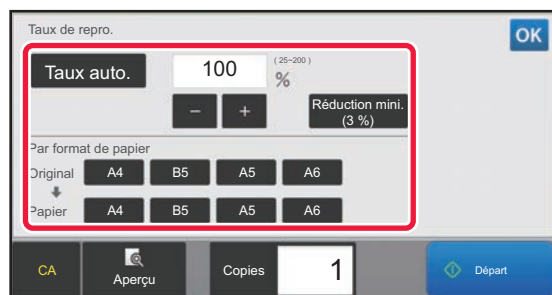 Taux de repro.
OK
Taux auto.
100
(25~200)
%
−
+
Réduction mini.
(3 %)
Par format de papier
Original
A4 B5 A5 A6
Papier
A4 B5 A5 A6
CA
Aperçu
Copies
1
Départ